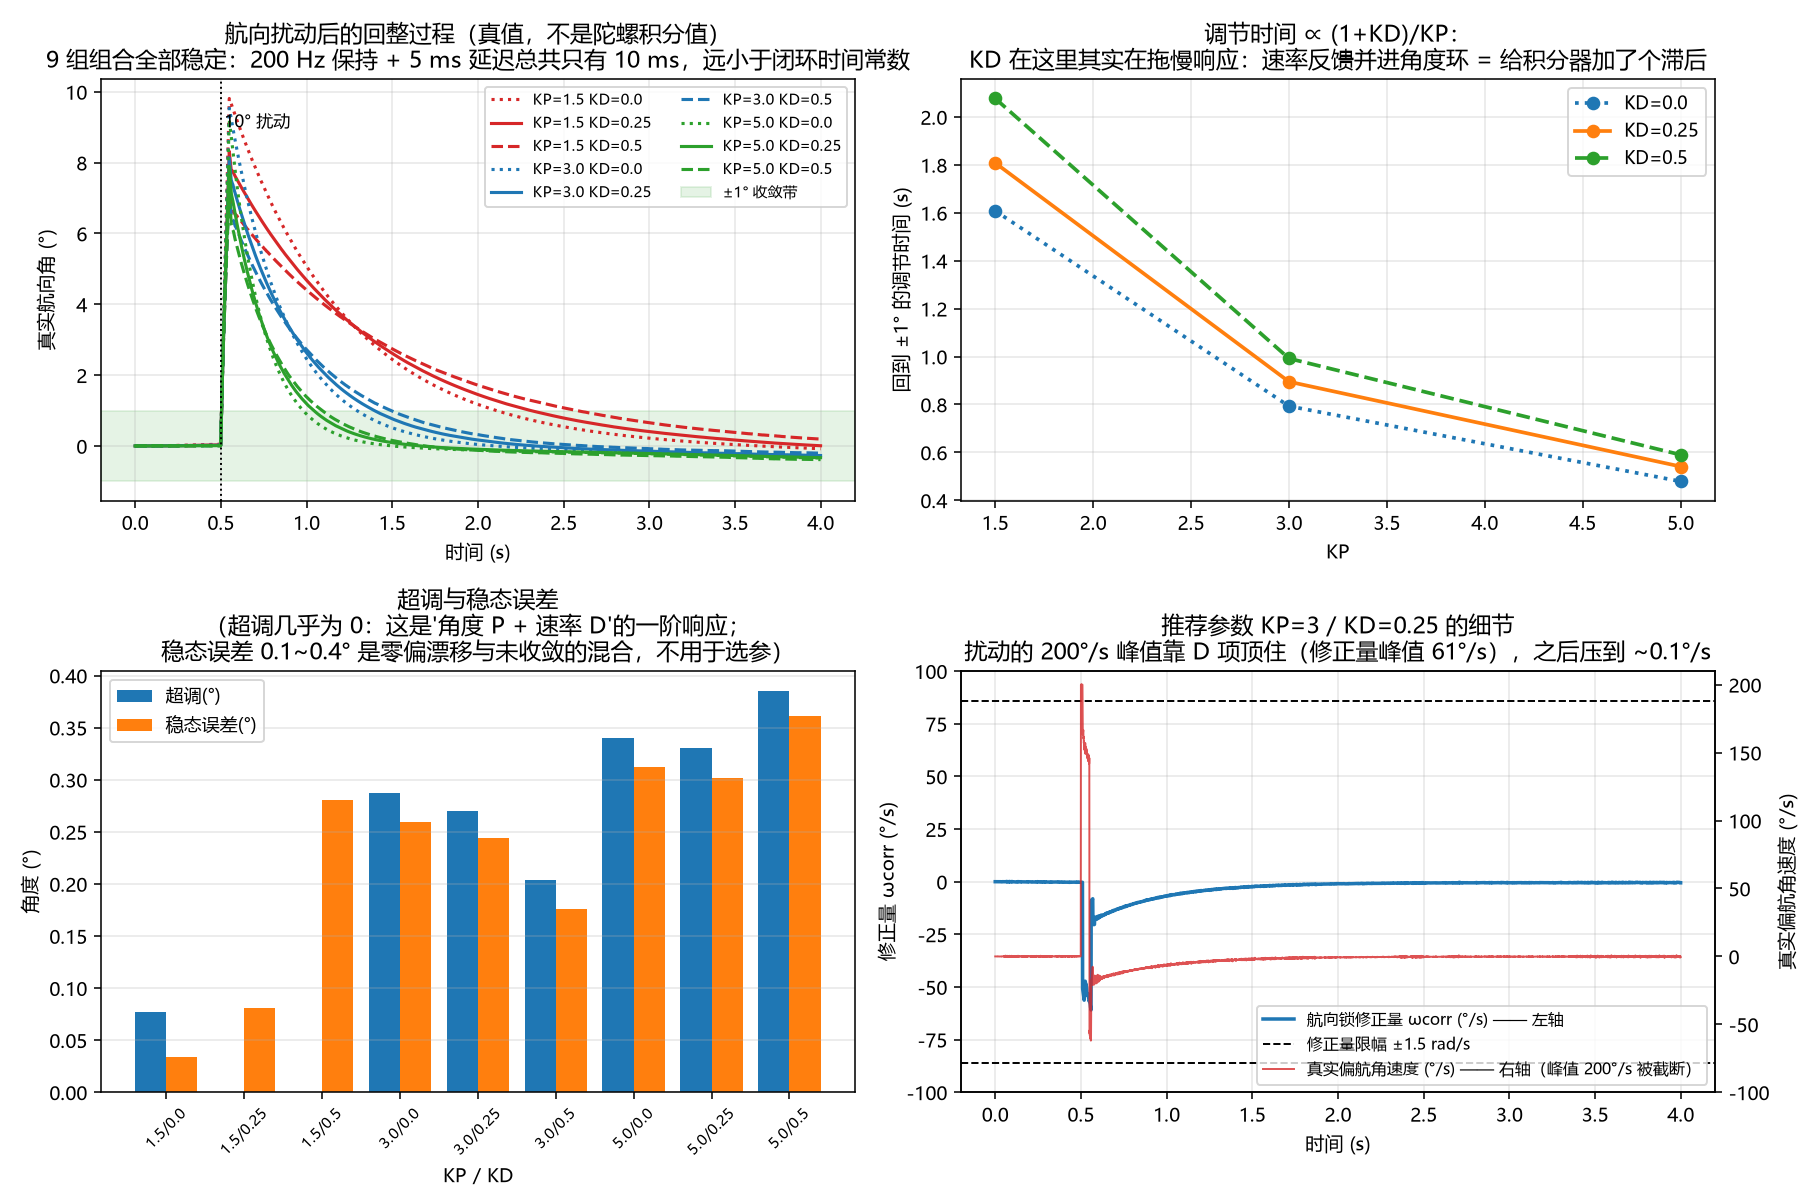 航向扰动后的回整过程（真值，不是陀螺积分值）
9 组组合全部稳定：200 Hz 保持 + 5 ms 延迟总共只有 10 ms，远小于闭环时间常数
真实航向角 (°)
10
8
6
4
2
0
10° 扰动
KP=1.5 KD=0.0
KP=1.5 KD=0.25
KP=1.5 KD=0.5
KP=3.0 KD=0.0
KP=3.0 KD=0.25
KP=3.0 KD=0.5
KP=5.0 KD=0.0
KP=5.0 KD=0.25
KP=5.0 KD=0.5
±1° 收敛带
0.0 0.5 1.0 1.5 2.0 2.5 3.0 3.5 4.0
时间 (s)
调节时间 ∝ (1+KD)/KP：
KD 在这里其实在拖慢响应：速率反馈并进角度环 = 给积分器加了个滞后
回到 ±1° 的调节时间 (s)
2.0
1.8
1.6
1.4
1.2
1.0
0.8
0.6
0.4
KD=0.0
KD=0.25
KD=0.5
1.5 2.0 2.5 3.0 3.5 4.0 4.5 5.0
KP
超调与稳态误差
（超调几乎为 0：这是'角度 P + 速率 D'的一阶响应；
稳态误差 0.1~0.4° 是零偏漂移与未收敛的混合，不用于选参）
角度 (°)
0.40
0.35
0.30
0.25
0.20
0.15
0.10
0.05
0.00
超调(°)
稳态误差(°)
1.5/0.0 1.5/0.25 1.5/0.5 3.0/0.0 3.0/0.25 3.0/0.5 5.0/0.0 5.0/0.25 5.0/0.5
KP / KD
推荐参数 KP=3 / KD=0.25 的细节
扰动的 200°/s 峰值靠 D 项顶住（修正量峰值 61°/s），之后压到 ~0.1°/s
修正量 ωcorr (°/s)
100
75
50
25
0
-25
-50
-75
-100
航向锁修正量 ωcorr (°/s) —— 左轴
修正量限幅 ±1.5 rad/s
真实偏航角速度 (°/s) —— 右轴（峰值 200°/s 被截断）
200
150
100
50
0
-50
-100
真实偏航角速度 (°/s)
0.0 0.5 1.0 1.5 2.0 2.5 3.0 3.5 4.0
时间 (s)